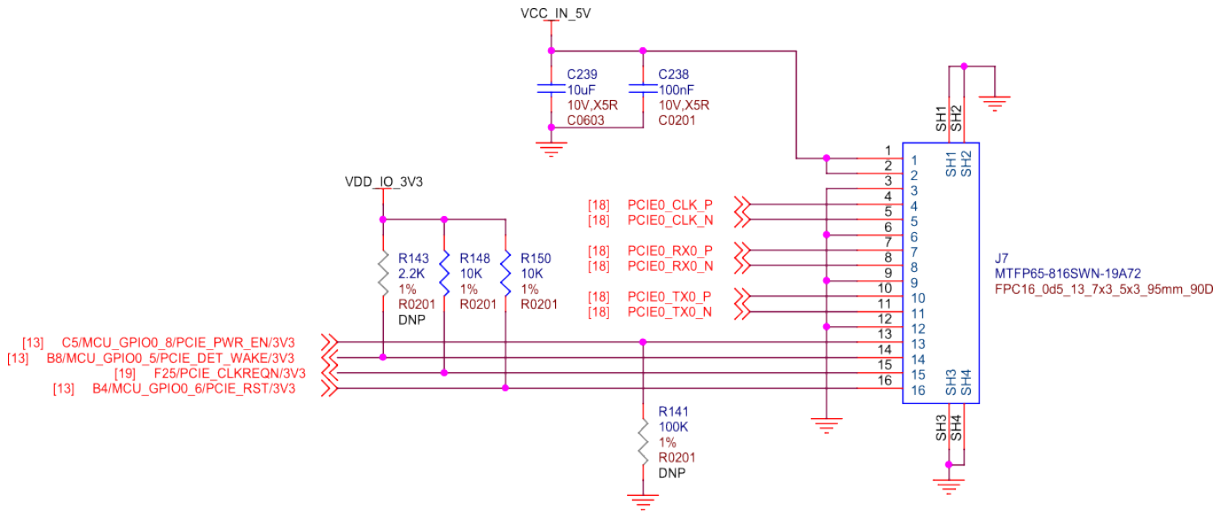 VCC_IN_5V
C239
10uF
10V,X5R
C0603
C238
100nF
10V,X5R
C0201
SH1
SH2
SH1
SH2
VDD_IO_3V3
R143
2.2K
1%
R0201
DNP
R148
10K
1%
R0201
R150
10K
1%
R0201
[18] PCIE0_CLK_P
[18] PCIE0_CLK_N
[18] PCIE0_RX0_P
[18] PCIE0_RX0_N
[18] PCIE0_TX0_P
[18] PCIE0_TX0_N
1 1
2 2
3 3
4 4
5 5
6 6
7 7
8 8
9 9
10 10
11 11
12 12
13 13
14 14
15 15
16 16
J7
MTFP65-816SWN-19A72
FPC16_0d5_13_7x3_5x3_95mm_90D
[13] C5/MCU_GPIO0_8/PCIE_PWR_EN/3V3
[13] B8/MCU_GPIO0_5/PCIE_DET_WAKE/3V3
[19] F25/PCIE_CLKREQN/3V3
[13] B4/MCU_GPIO0_6/PCIE_RST/3V3
SH3
SH4
SH3
SH4
R141
100K
1%
R0201
DNP